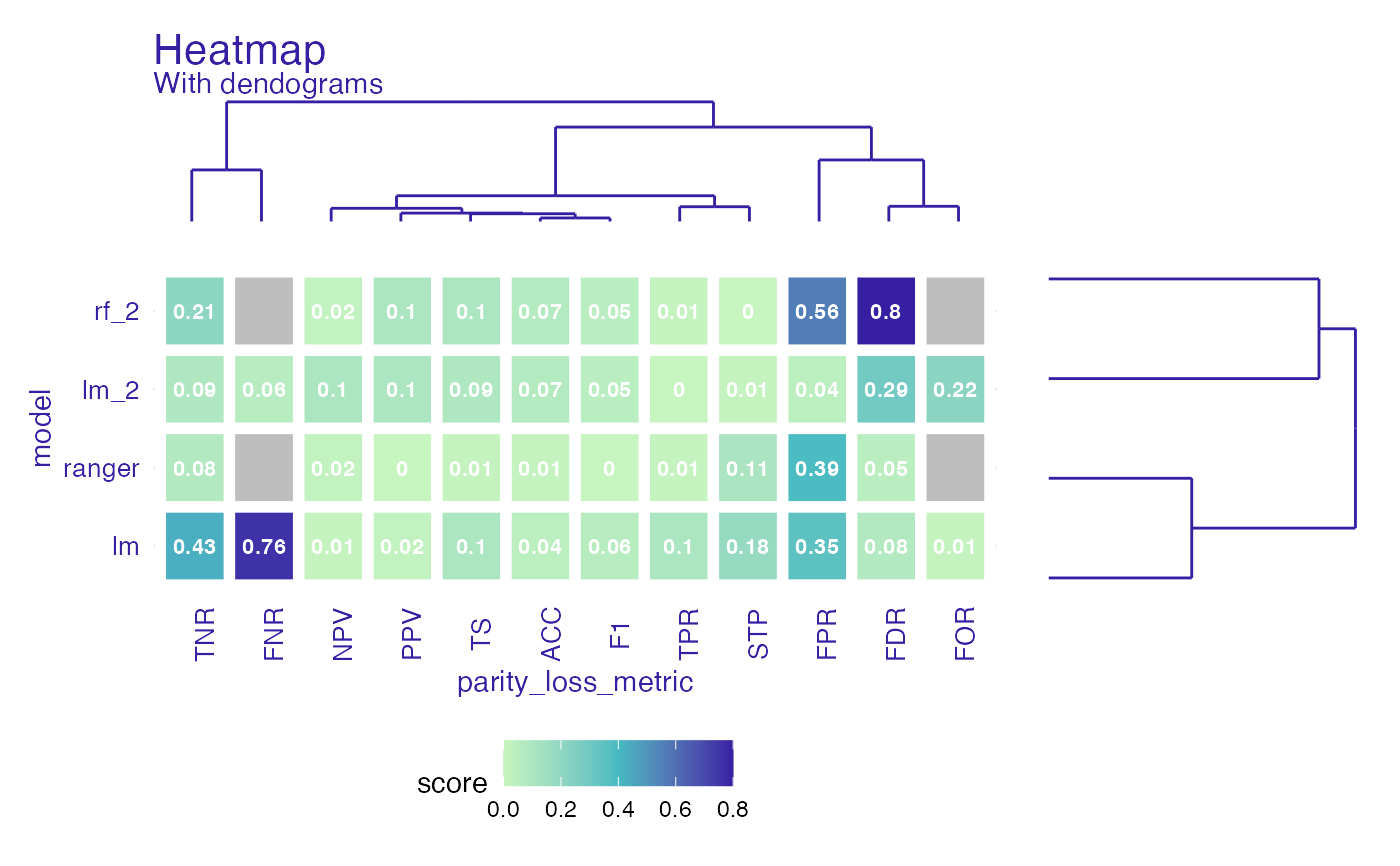 Heatmap
With dendograms
rf_2 0.21 0.02 0.1 0.1 0.07 0.05 0.01 0 0.56 0.8
lm_2 0.09 0.06 0.1 0.1 0.09 0.07 0.05 0 0.01 0.04 0.29 0.22
ranger 0.08 0.02 0 0.01 0.01 0 0.01 0.11 0.39 0.05
lm 0.43 0.76 0.01 0.02 0.1 0.04 0.06 0.1 0.18 0.35 0.08 0.01
model
TNR FNR NPV PPV TS ACC F1 TPR STP FPR FDR FOR
parity_loss_metric
score
0.0 0.2 0.4 0.6 0.8